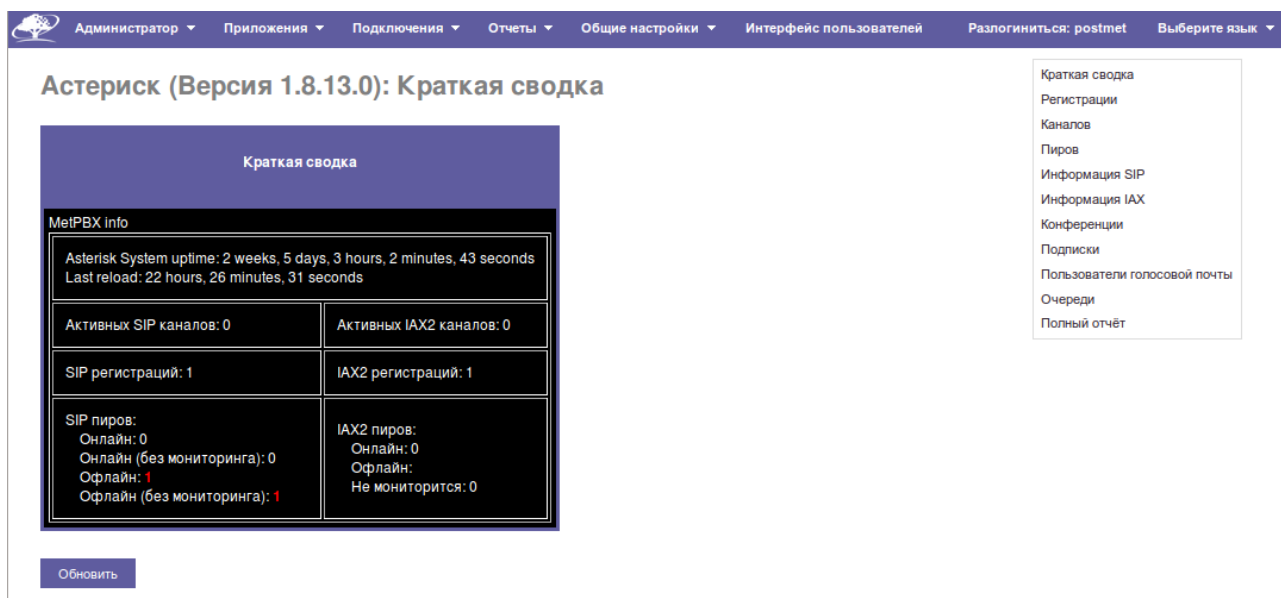 Администратор Приложения Подключения Отчеты Общие настройки Интерфейс пользователей Разлогиниться: postmet Выберите язык
Астериск (Версия 1.8.13.0): Краткая сводка
Краткая сводка
MetPBX info
Asterisk System uptime: 2 weeks, 5 days, 3 hours, 2 minutes, 43 seconds
Last reload: 22 hours, 26 minutes, 31 seconds
Активных SIP каналов: 0
Активных IAX2 каналов: 0
SIP регистраций: 1
IAX2 регистраций: 1
SIP пиров:
Онлайн: 0
Онлайн (без мониторинга): 0
Офлайн: 1
Офлайн (без мониторинга): 1
IAX2 пиров:
Онлайн: 0
Офлайн:
Не мониторится: 0
Обновить
Краткая сводка
Регистрации
Каналов
Пиров
Информация SIP
Информация IAX
Конференции
Подписки
Пользователи голосовой почты
Очереди
Полный отчёт